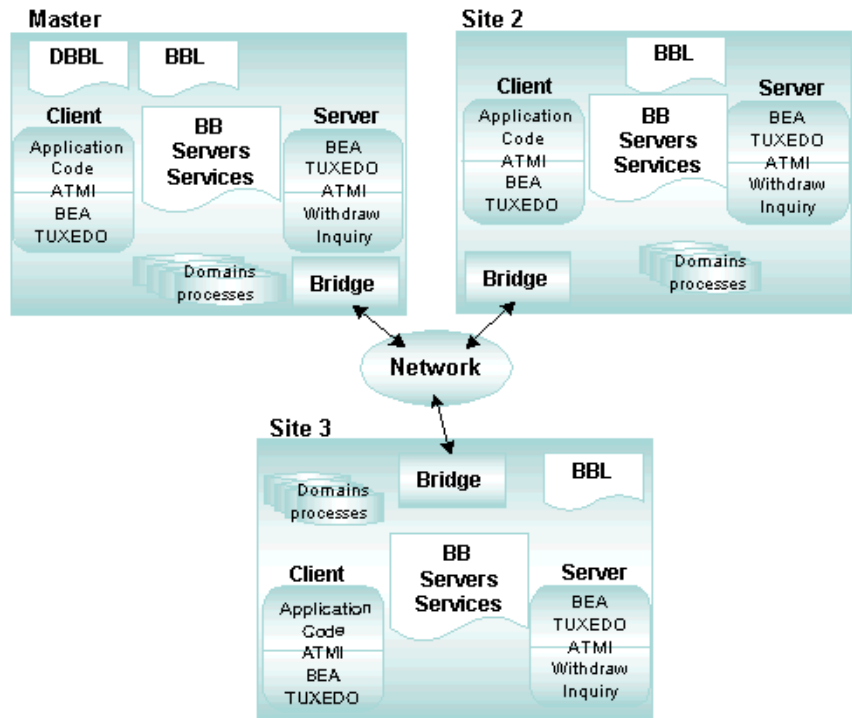 Master
DBBL
BBL
Client
Application
Code
ATMI
BEA
TUXEDO
BB
Servers
Services
Server
BEA
TUXEDO
ATMI
Withdraw
Inquiry
Domains
processes
Bridge
Site 2
BBL
Client
Application
Code
ATMI
BEA
TUXEDO
BB
Servers
Services
Server
BEA
TUXEDO
ATMI
Withdraw
Inquiry
Bridge
Domains
processes
Network
Site 3
Domains
processes
Bridge
BBL
Client
Application
Code
ATMI
BEA
TUXEDO
BB
Servers
Services
Server
BEA
TUXEDO
ATMI
Withdraw
Inquiry